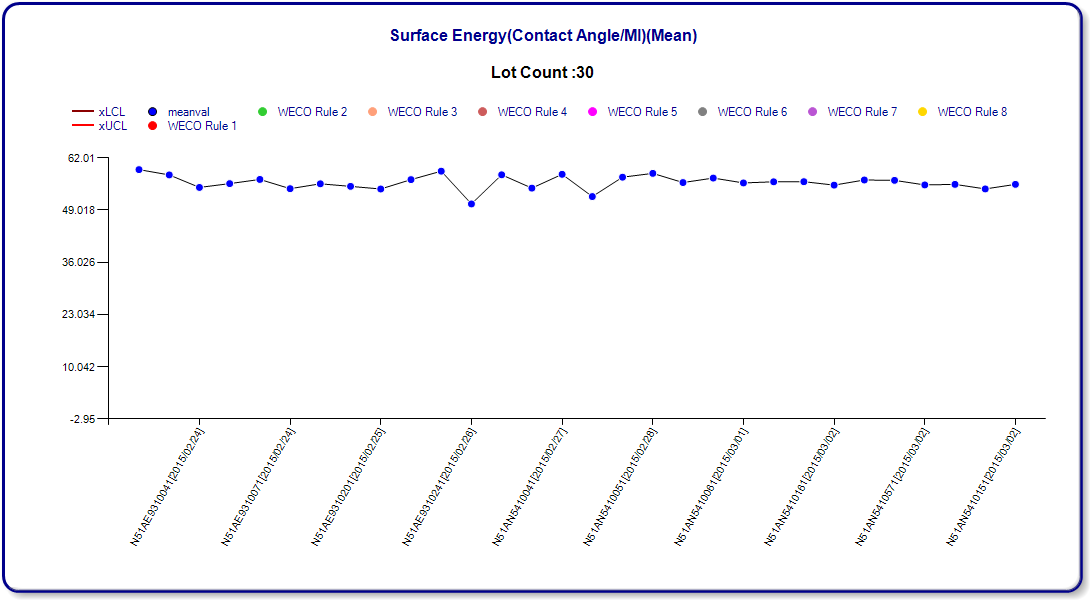 Surface Energy(Contact Angle/MI)(Mean)
Lot Count :30
xLCL meanval WECO Rule 2 WECO Rule 3 WECO Rule 4 WECO Rule 5 WECO Rule 6 WECO Rule 7 WECO Rule 8
xUCL WECO Rule 1
62.01
49.018
36.026
23.034
10.042
-2.95
N51AE9310041[2015/02/24]
N51AE9310071[2015/02/24]
N51AE9310201[2015/02/25]
N51AE9310241[2015/02/26]
N51AN5410041[2015/02/27]
N51AN5410051[2015/02/28]
N51AN5410061[2015/03/01]
N51AN5410161[2015/03/02]
N51AN5410571[2015/03/02]
N51AN5410151[2015/03/02]